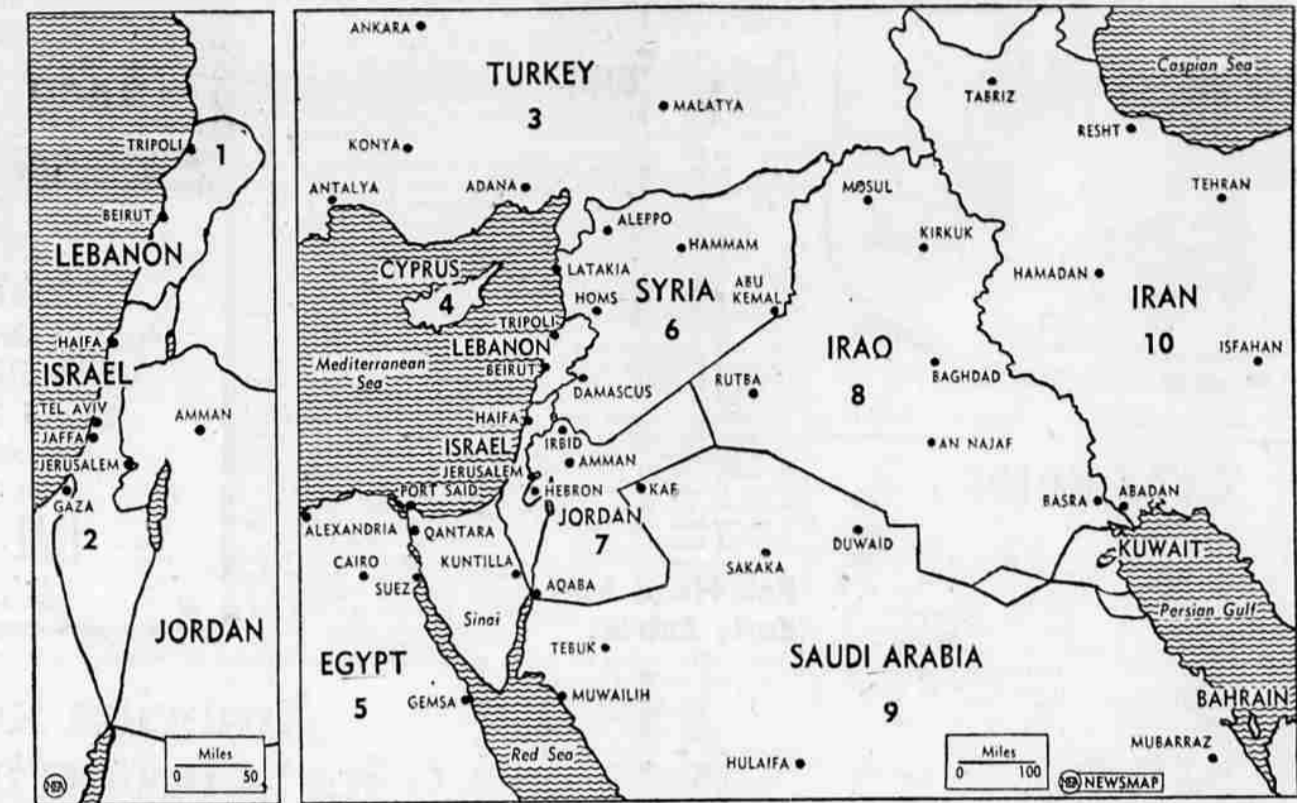 TRIPOLI
1
BEIRUT
LEBANON
HAIFA
ISRAEL
TEL AVIV
JAFFA
AMMAN
JERUSALEM
GAZA
2
JORDAN
Miles
0 50
NEA
ANKARA
TURKEY
3
MALATYA
KONYA
ANTALYA
ADANA
Caspian Sea
TABRIZ
RESHT
TEHRAN
MOSUL
ALEPPO
HAMMAM
KIRKUK
CYPRUS
4
LATAKIA
HAMADAN
HOMS
SYRIA
6
ABU
KEMAL
IRAN
10
TRIPOLI
LEBANON
BEIRUT
Mediterranean
Sea
DAMASCUS
RUTBA
IRAQ
8
BAGHDAD
ISFAHAN
HAIFA
ISRAEL
IRBID
AMMAN
AN NAJAF
JERUSALEM
HEBRON
PORT SAID
KAF
JORDAN
7
BASRA
ABADAN
ALEXANDRIA
QANTARA
CAIRO
KUNTILLA
SUEZ
AQABA
SAKAKA
DUWAID
KUWAIT
Persian Gulf
Sinai
EGYPT
5
TEBUK
SAUDI ARABIA
9
GEMSA
MUWAILIH
Red Sea
BAHRAIN
MUBARRAZ
HULAIFA
Miles
0 100
NEA NEWSMAP